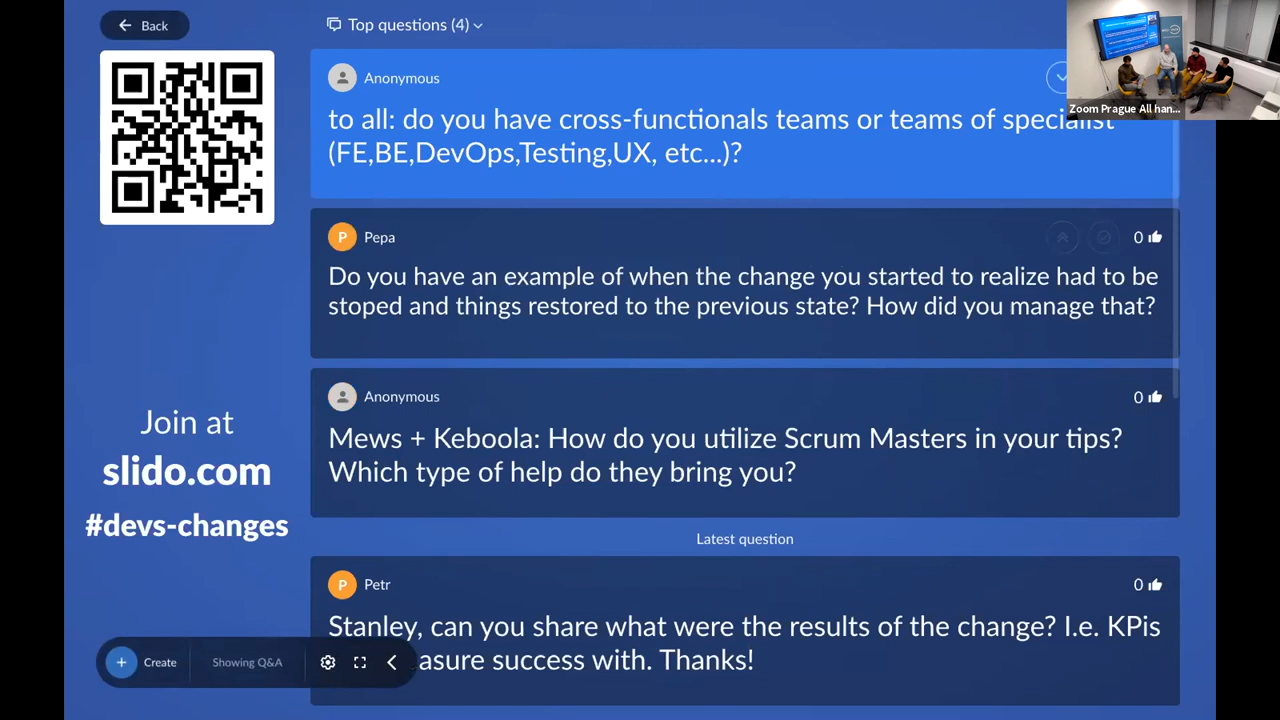 Back
Top questions (4)
Anonymous
to all: do you have cross-functionals teams or teams of specialist
(FE,BE,DevOps,Testing,UX, etc...)?
Zoom Prague All han...
P Pepa
0
Do you have an example of when the change you started to realize had to be
stoped and things restored to the previous state? How did you manage that?
Anonymous
0
Mews + Keboola: How do you utilize Scrum Masters in your tips?
Which type of help do they bring you?
Join at
slido.com
#devs-changes
Latest question
P Petr
0
Stanley, can you share what were the results of the change? I.e. KPis
asure success with. Thanks!
Create
Showing Q&A